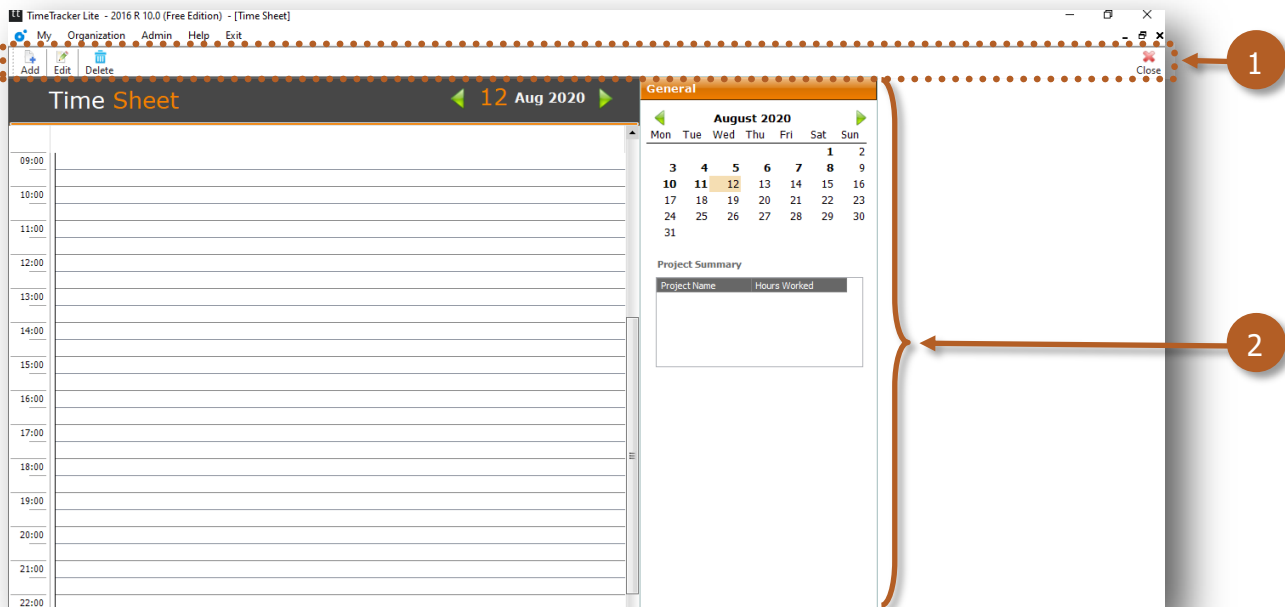 tt TimeTracker Lite - 2016 R 10.0 (Free Edition) - [Time Sheet]
My Organization Admin Help Exit
Add Edit Delete Close
1
Time Sheet 12 Aug 2020
General
August 2020
Mon Tue Wed Thu Fri Sat Sun
1 2
3 4 5 6 7 8 9
10 11 12 13 14 15 16
17 18 19 20 21 22 23
24 25 26 27 28 29 30
31
Project Summary
Project Name Hours Worked
2
09:00
10:00
11:00
12:00
13:00
14:00
15:00
16:00
17:00
18:00
19:00
20:00
21:00
22:00